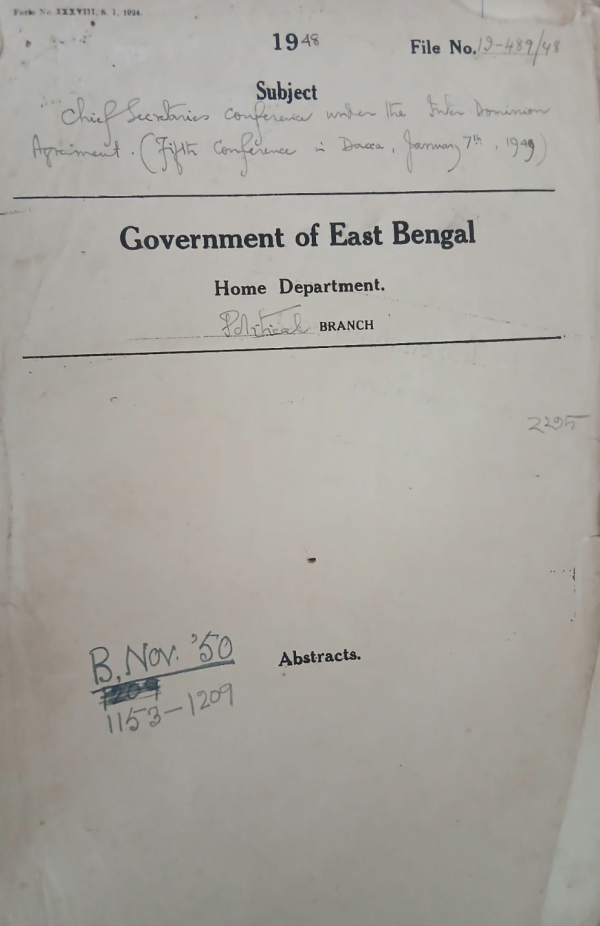 Form No. XXXVIII, S. 1, 1924.
1948 File No. 19-489/48
Subject
Chief Secretaries Conference under the Inter Dominion
Agreement. (Fifth Conference in Dacca, January 7th, 1949)
Government of East Bengal
Home Department.
Political BRANCH
2295
B, Nov. '50
Abstracts.
1153-1209